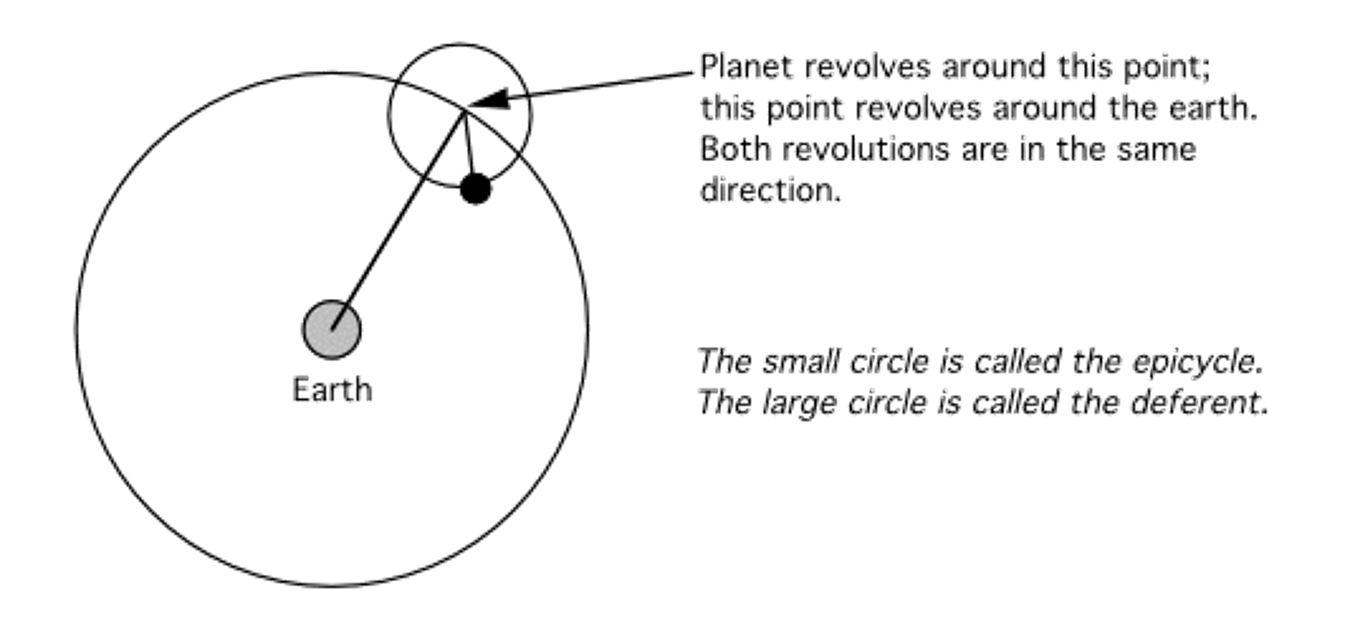 Planet revolves around this point;
this point revolves around the earth.
Both revolutions are in the same
direction.
Earth
The small circle is called the epicycle.
The large circle is called the deferent.